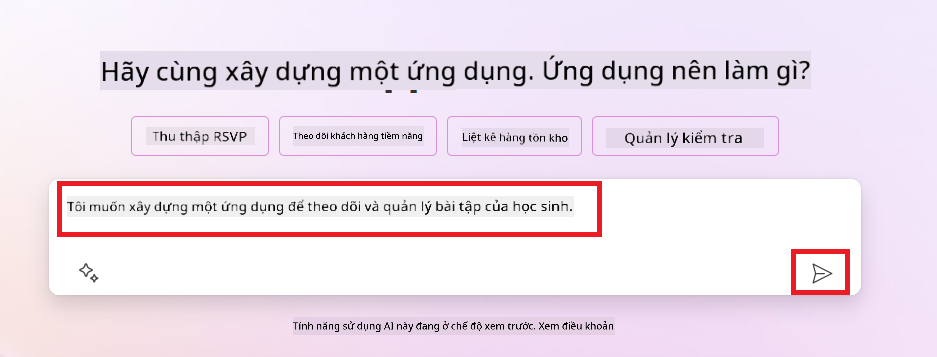 Hãy cùng xây dựng một ứng dụng. Ứng dụng nên làm gì?
Thu thập RSVP
Theo dõi khách hàng tiềm năng
Liệt kê hàng tồn kho
Quản lý kiểm tra
Tôi muốn xây dựng một ứng dụng để theo dõi và quản lý bài tập của học sinh.
Tính năng sử dụng AI này đang ở chế độ xem trước. Xem điều khoản